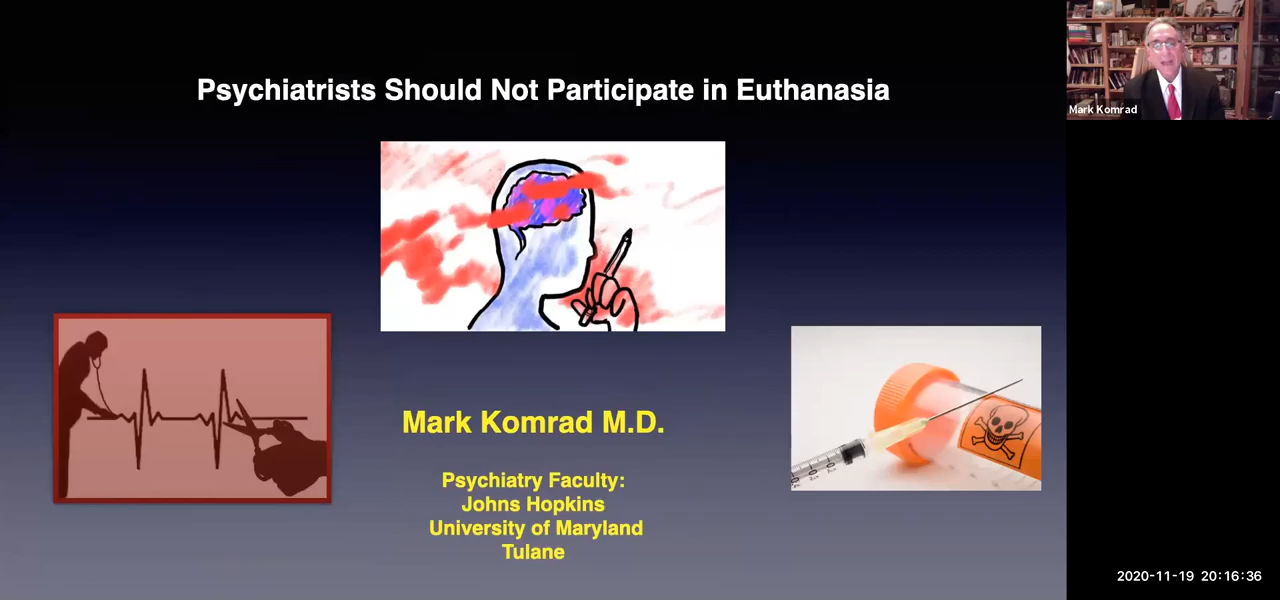 Psychiatrists Should Not Participate in Euthanasia
Mark Komrad
Mark Komrad M.D.
Psychiatry Faculty:
Johns Hopkins
University of Maryland
Tulane
2020-11-19 20:16:36